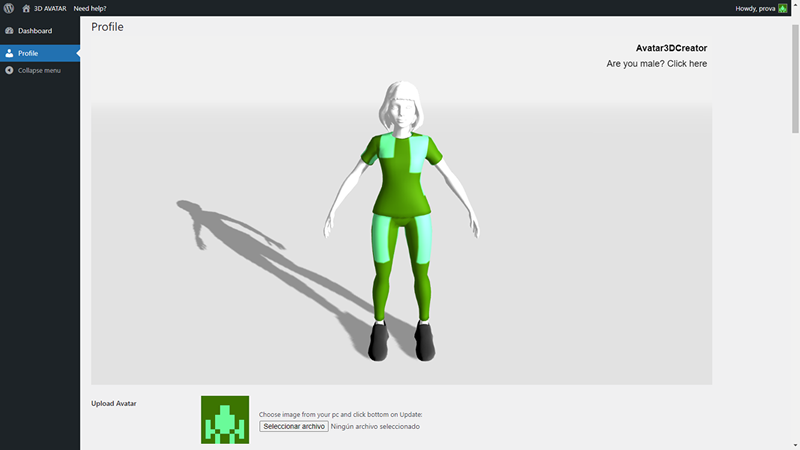 3D AVATAR Need help? Howdy, prova
Dashboard
Profile
Collapse menu
Profile
Avatar3DCreator
Are you male? Click here
Upload Avatar
Choose image from your pc and click bottom on Update:
Seleccionar archivo Ningún archivo seleccionado